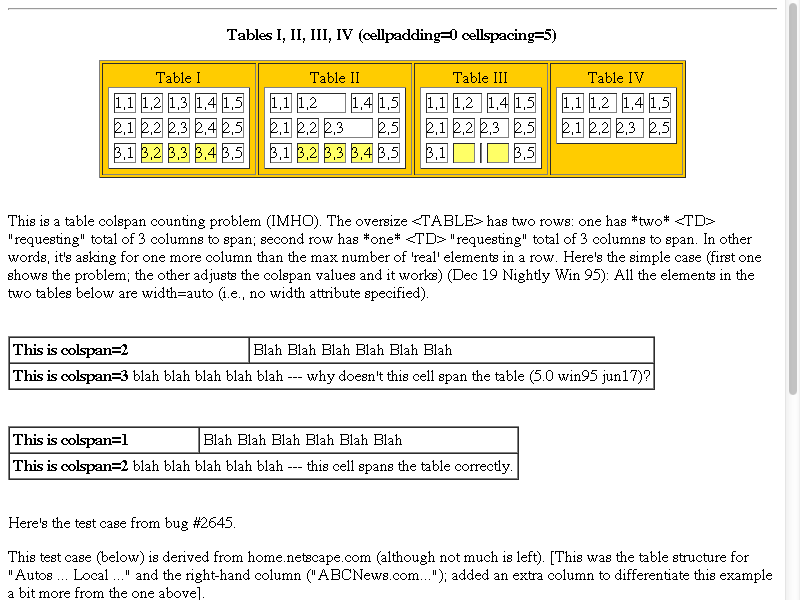 Tables I, II, III, IV (cellpadding=0 cellspacing=5)
Table I Table II Table III Table IV
1,1 1,2 1,3 1,4 1,5 1,1 1,2 1,4 1,5 1,1 1,2 1,4 1,5 1,1 1,2 1,4 1,5
2,1 2,2 2,3 2,4 2,5 2,1 2,2 2,3 2,5 2,1 2,2 2,3 2,5 2,1 2,2 2,3 2,5
3,1 3,2 3,3 3,4 3,5 3,1 3,2 3,3 3,4 3,5 3,1 3,5
This is a table colspan counting problem (IMHO). The oversize <TABLE> has two rows: one has *two* <TD>
"requesting" total of 3 columns to span; second row has *one* <TD> "requesting" total of 3 columns to span. In other
words, it's asking for one more column than the max number of 'real' elements in a row. Here's the simple case (first one
shows the problem; the other adjusts the colspan values and it works) (Dec 19 Nightly Win 95): All the elements in the
two tables below are width=auto (i.e., no width attribute specified).
This is colspan=2 Blah Blah Blah Blah Blah Blah
This is colspan=3 blah blah blah blah blah --- why doesn't this cell span the table (5.0 win95 jun17)?
This is colspan=1 Blah Blah Blah Blah Blah Blah
This is colspan=2 blah blah blah blah blah --- this cell spans the table correctly.
Here's the test case from bug #2645.
This test case (below) is derived from home.netscape.com (although not much is left). [This was the table structure for
"Autos ... Local ..." and the right-hand column ("ABCNews.com..."); added an extra column to differentiate this example
a bit more from the one above].